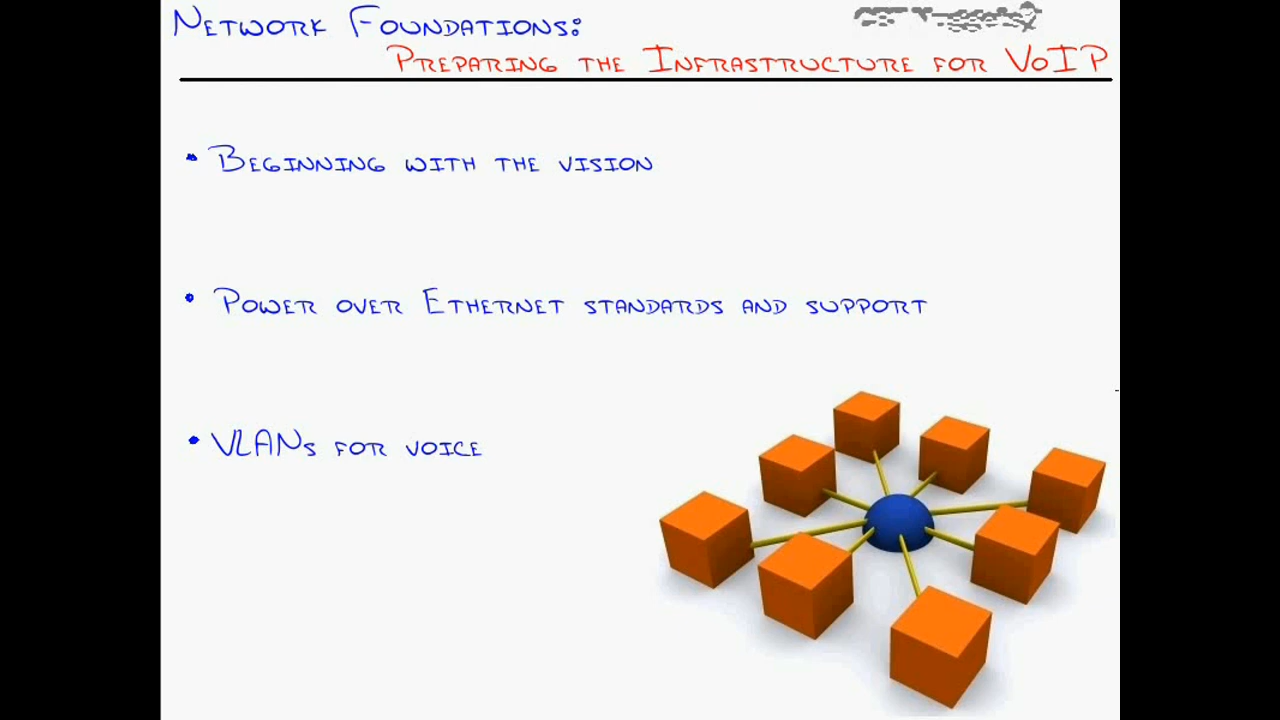 Network Foundations:
Preparing the Infrastructure for VoIP
• Beginning with the vision
• Power over Ethernet standards and support
• VLANs for voice